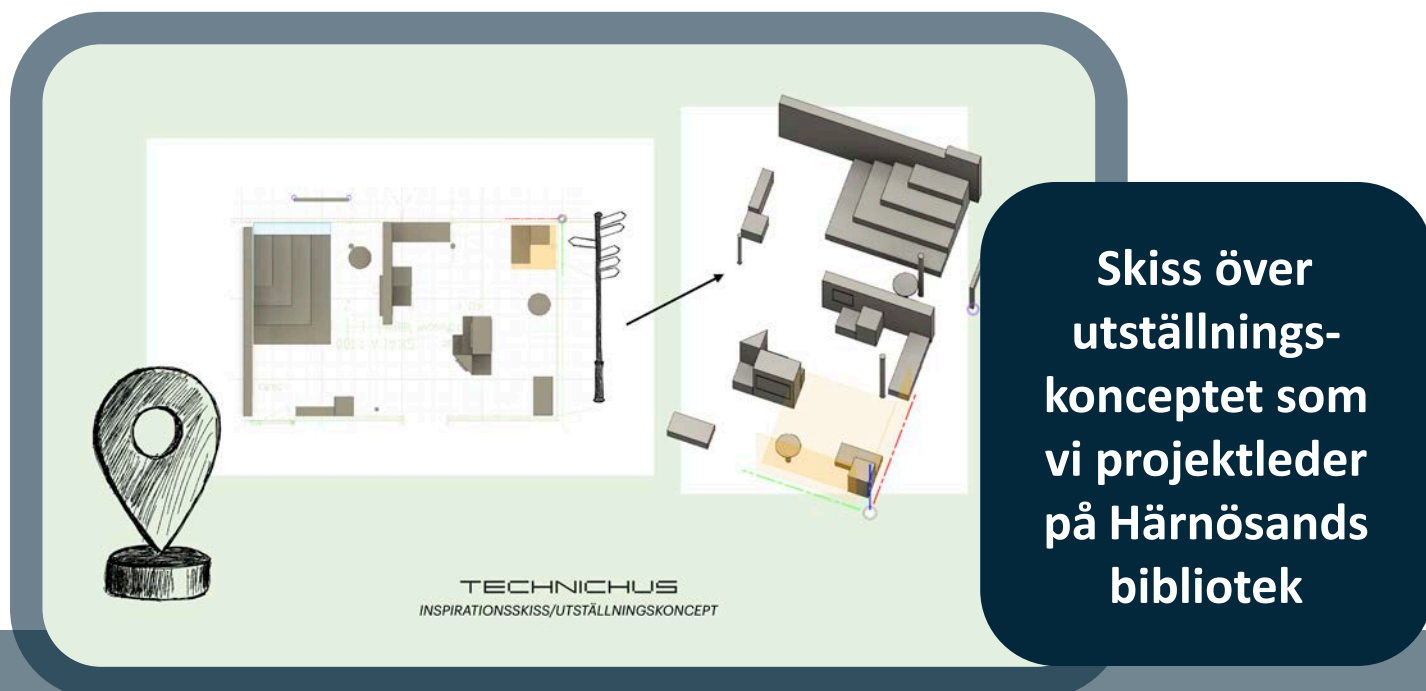 TECHNICHUS
INSPIRATIONSSKISS/UTSTÄLLNINGSKONCEPT
Skiss över
utställnings-
konceptet som
vi projektleder
på Härnösands
bibliotek